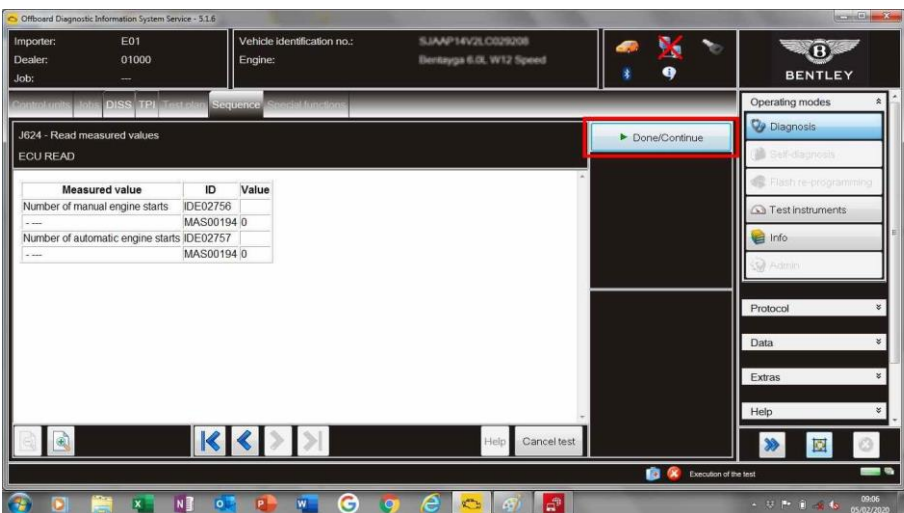 Offboard Diagnostic Information System Service - 5.1.6
Importer: E01
Dealer: 01000
Job: ---
Vehicle identification no.: SJAAP14V2LC029208
Engine: Bentayga 6.0L W12 Speed
B
BENTLEY
Control units Jobs DISS TPI Test plan Sequence Special functions
J624 - Read measured values
ECU READ
Done/Continue
Measured value ID Value
Number of manual engine starts IDE02756
- --- MAS00194 0
Number of automatic engine starts IDE02757
- --- MAS00194 0
Help
Cancel test
Operating modes
Diagnosis
Self-diagnosis
Flash re-programming
Test instruments
Info
Admin
Protocol
Data
Extras
Help
Execution of the test
09:06
05/02/2020